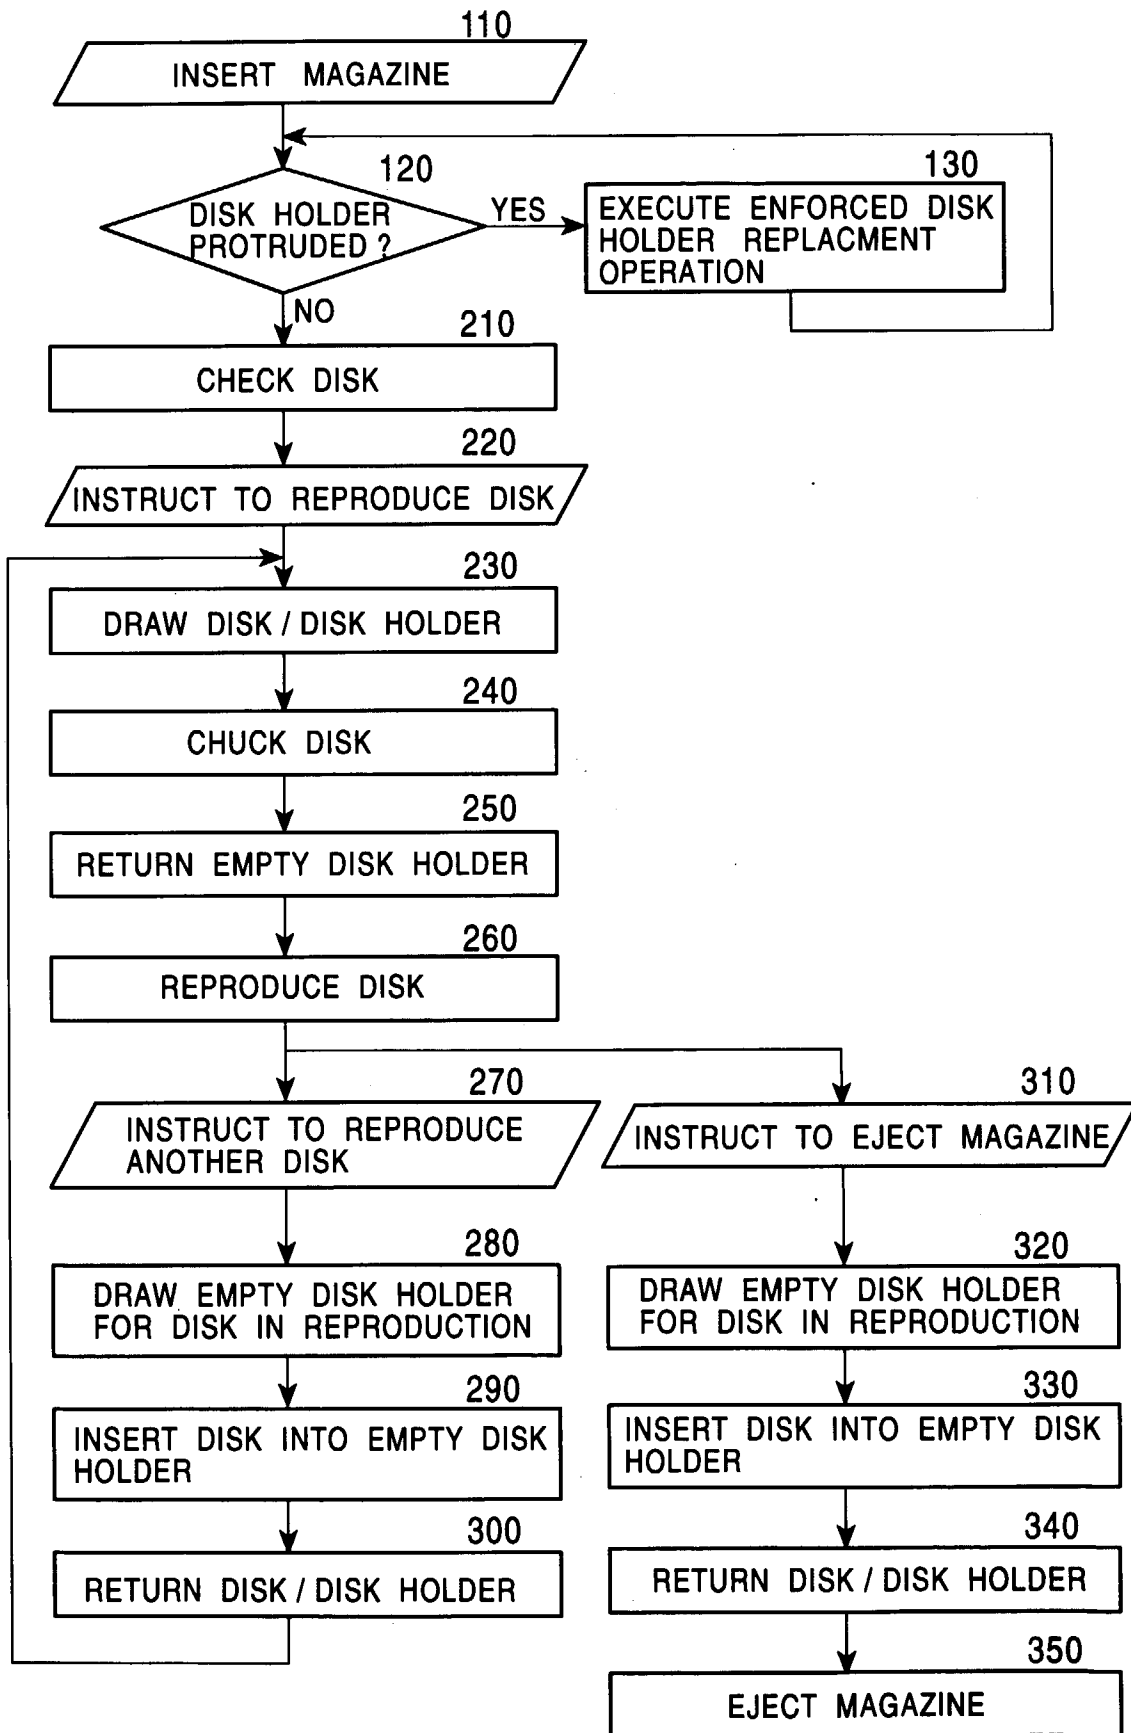 110
INSERT MAGAZINE
120
DISK HOLDER
PROTRUDED ?
YES
130
EXECUTE ENFORCED DISK
HOLDER REPLACMENT
OPERATION
NO
210
CHECK DISK
220
INSTRUCT TO REPRODUCE DISK
230
DRAW DISK / DISK HOLDER
240
CHUCK DISK
250
RETURN EMPTY DISK HOLDER
260
REPRODUCE DISK
270
INSTRUCT TO REPRODUCE
ANOTHER DISK
280
DRAW EMPTY DISK HOLDER
FOR DISK IN REPRODUCTION
290
INSERT DISK INTO EMPTY DISK
HOLDER
300
RETURN DISK / DISK HOLDER
310
INSTRUCT TO EJECT MAGAZINE
320
DRAW EMPTY DISK HOLDER
FOR DISK IN REPRODUCTION
330
INSERT DISK INTO EMPTY DISK
HOLDER
340
RETURN DISK / DISK HOLDER
350
EJECT MAGAZINE